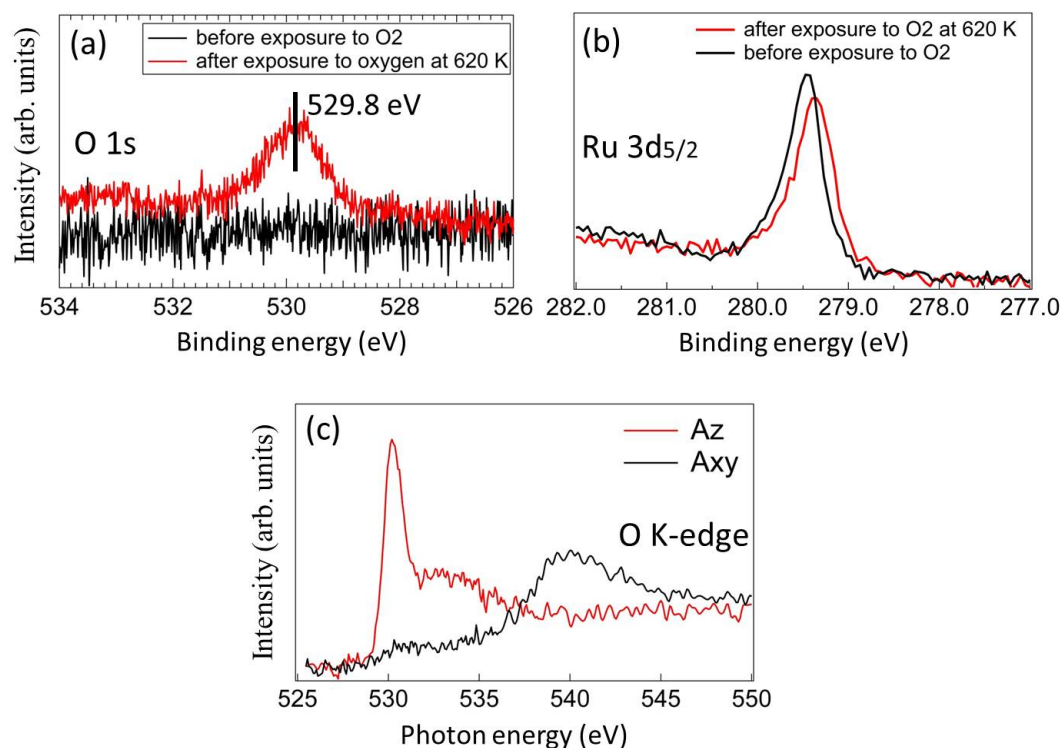 (a)
before exposure to O2
after exposure to oxygen at 620 K
529.8 eV
O 1s
Intensity (arb. units)
534 532 530 528 526
Binding energy (eV)
(b)
after exposure to O2 at 620 K
before exposure to O2
Ru 3d5/2
282.0 281.0 280.0 279.0 278.0 277.0
Binding energy (eV)
(c)
Az
Axy
O K-edge
Intensity (arb. units)
525 530 535 540 545 550
Photon energy (eV)